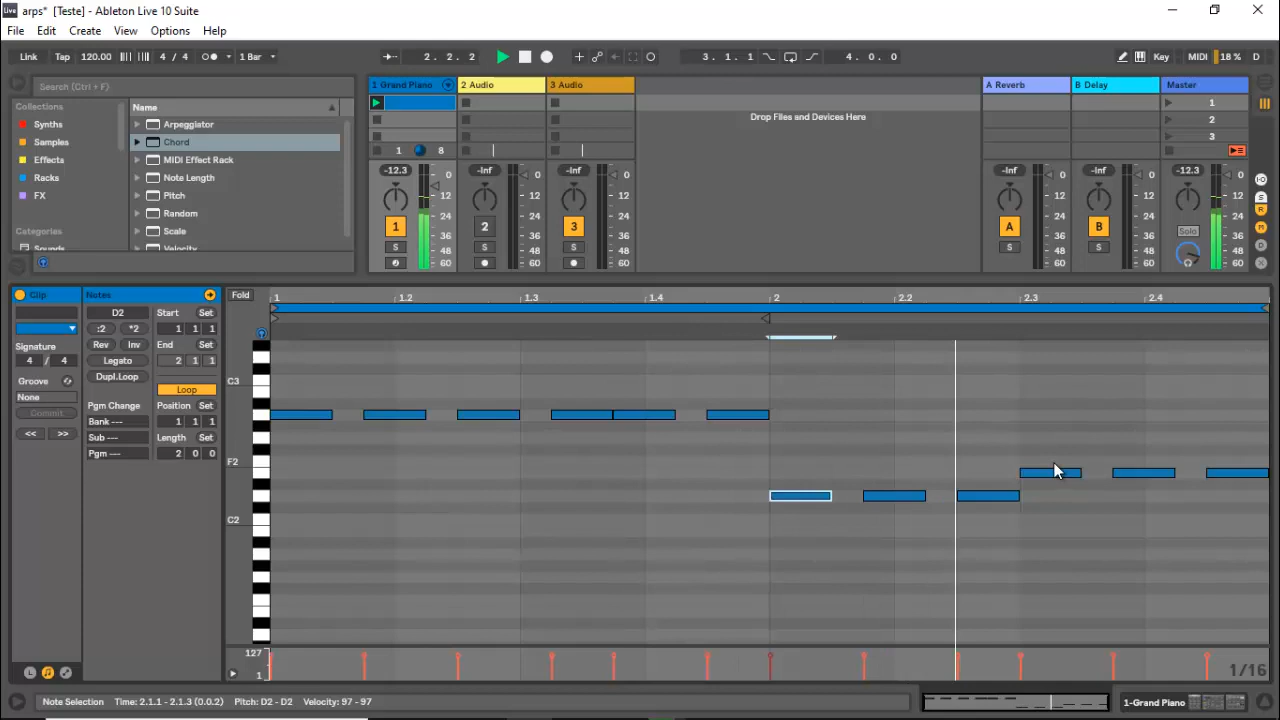 Live arps* [Teste] - Ableton Live 10 Suite
File Edit Create View Options Help
Link Tap 120.00 4 / 4 1 Bar 2. 2. 2 3. 1. 1 4. 0. 0 Key MIDI 18 % D
Search (Ctrl + F)
Collections
Synths
Samples
Effects
Racks
FX
Categories
Sounds
Name
Arpeggiator
Chord
MIDI Effect Rack
Note Length
Pitch
Random
Scale
Velocity
1 Grand Piano 2 Audio 3 Audio A Reverb B Delay Master
Drop Files and Devices Here
1
2
3
1 8
-12.3 0 -Inf 0 -Inf 0 -Inf 0 -Inf 0 -12.3 0
12 12 12 12 12 12
24 24 24 24 24 24
1 36 2 36 3 36 A 36 B 36 Solo 36
S 48 S 48 S 48 S 48 S 48 48
60 60 60 60 60 60
Clip
Signature
4 / 4
Groove
None
Commit
<< >>
Notes
D2
:2 *2
Rev Inv
Legato
Dupl.Loop
Pgm Change
Bank ---
Sub ---
Pgm ---
Start Set
1 1 1
End Set
2 1 1
Loop
Position Set
1 1 1
Length Set
2 0 0
Fold 1 1.2 1.3 1.4 2 2.2 2.3 2.4
C3
F2
C2
127
1
1/16
Note Selection Time: 2.1.1 - 2.1.3 (0.0.2) Pitch: D2 - D2 Velocity: 97 - 97
1-Grand Piano